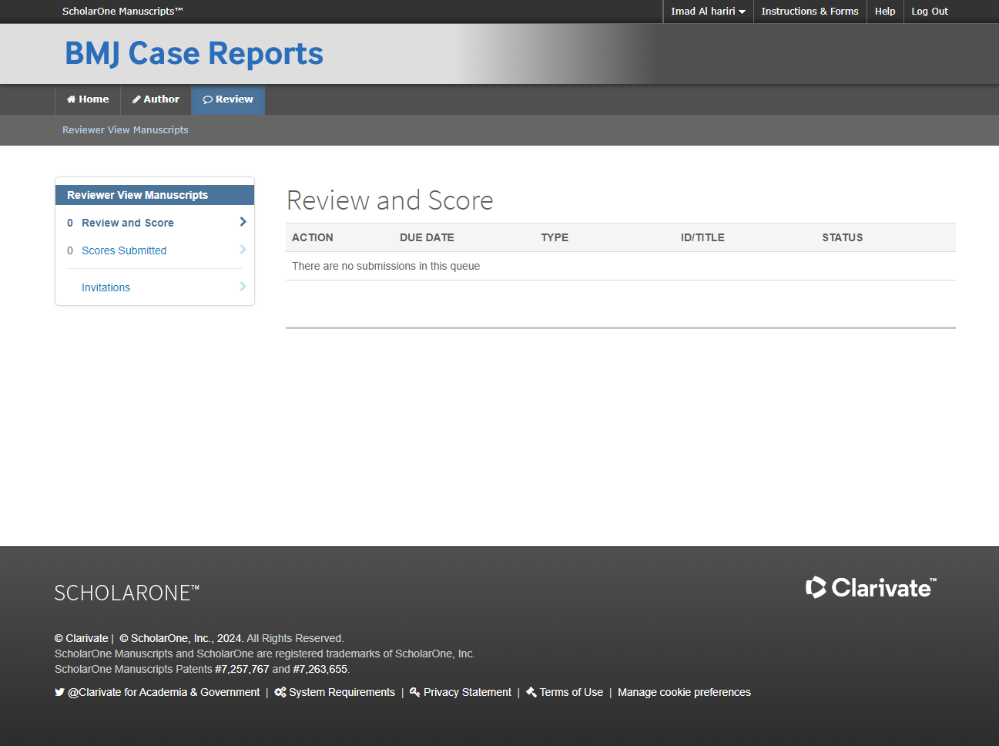 ScholarOne Manuscripts™
Imad Al hariri Instructions & Forms Help Log Out
BMJ Case Reports
Home Author Review
Reviewer View Manuscripts
Reviewer View Manuscripts
0 Review and Score
0 Scores Submitted
Invitations
Review and Score
ACTION DUE DATE TYPE ID/TITLE STATUS
There are no submissions in this queue
SCHOLARONE™
Clarivate™
© Clarivate | © ScholarOne, Inc., 2024. All Rights Reserved.
ScholarOne Manuscripts and ScholarOne are registered trademarks of ScholarOne, Inc.
ScholarOne Manuscripts Patents #7,257,767 and #7,263,655.
@Clarivate for Academia & Government | System Requirements | Privacy Statement | Terms of Use | Manage cookie preferences